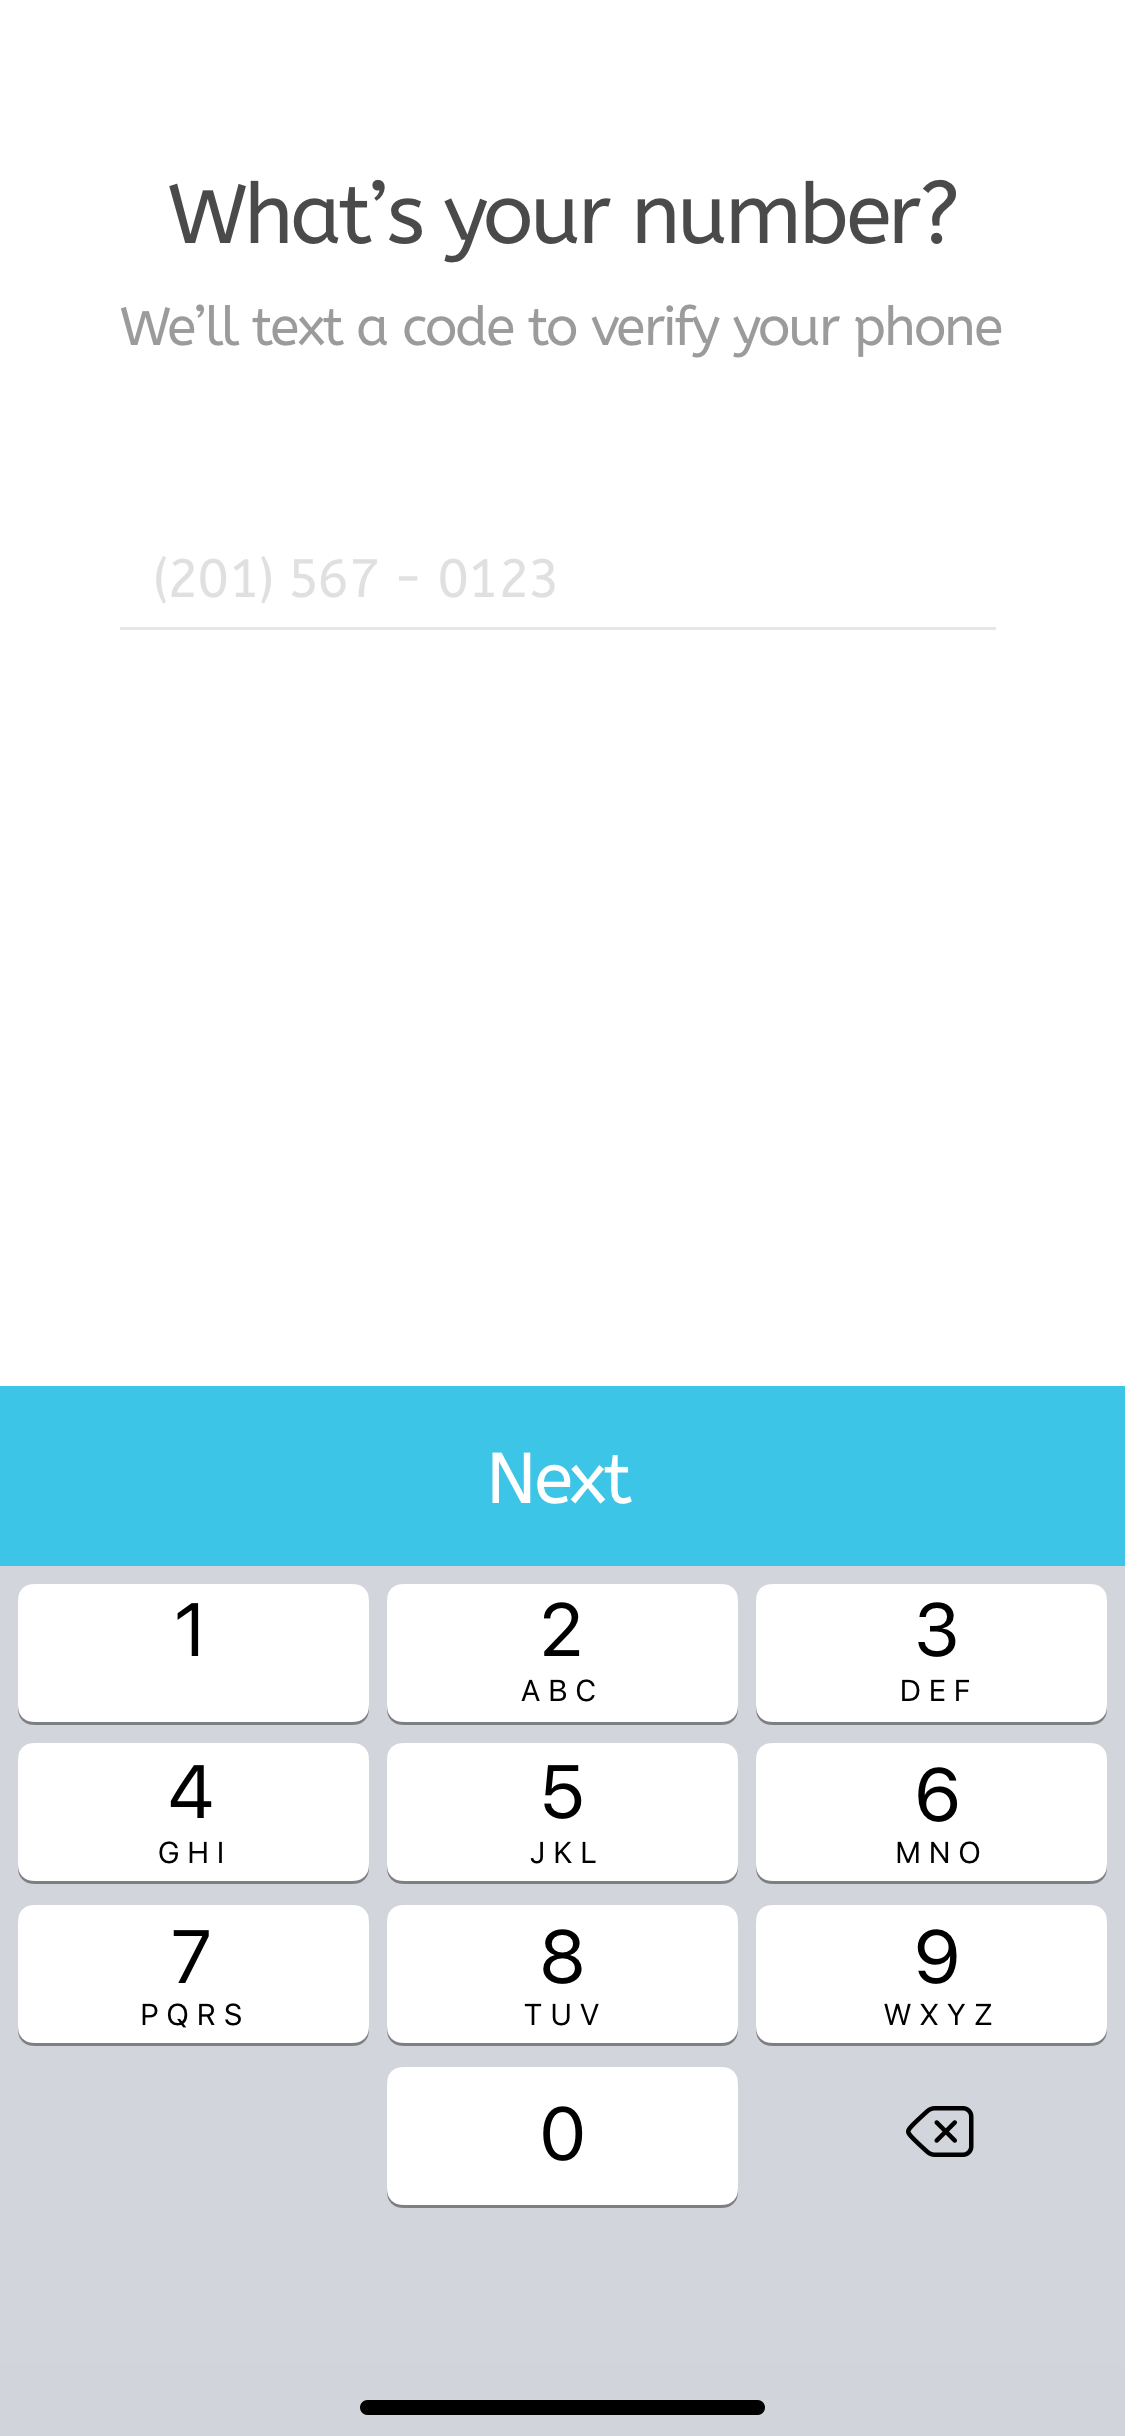 What’s your number?
We’ll text a code to verify your phone
(201) 567 - 0123
Next
1 2 3
ABC DEF
4 5 6
GHI JKL MNO
7 8 9
PQRS TUV WXYZ
0